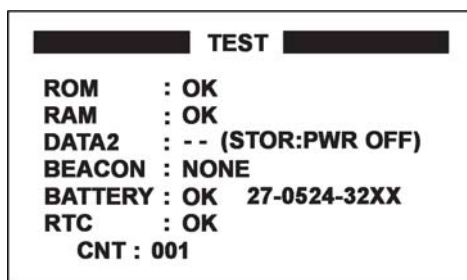 TEST
ROM : OK
RAM : OK
DATA2 : -- (STOR:PWR OFF)
BEACON : NONE
BATTERY : OK 27-0524-32XX
RTC : OK
CNT : 001